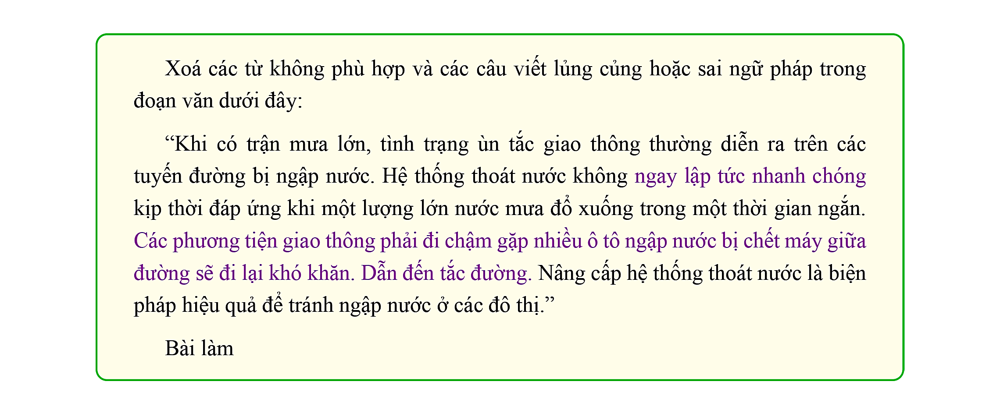 Xoá các từ không phù hợp và các câu viết lủng củng hoặc sai ngữ pháp trong
đoạn văn dưới đây:
“Khi có trận mưa lớn, tình trạng ùn tắc giao thông thường diễn ra trên các
tuyến đường bị ngập nước. Hệ thống thoát nước không ngay lập tức nhanh chóng
kịp thời đáp ứng khi một lượng lớn nước mưa đổ xuống trong một thời gian ngắn.
Các phương tiện giao thông phải đi chậm gặp nhiều ô tô ngập nước bị chết máy giữa
đường sẽ đi lại khó khăn. Dẫn đến tắc đường. Nâng cấp hệ thống thoát nước là biện
pháp hiệu quả để tránh ngập nước ở các đô thị.”
Bài làm